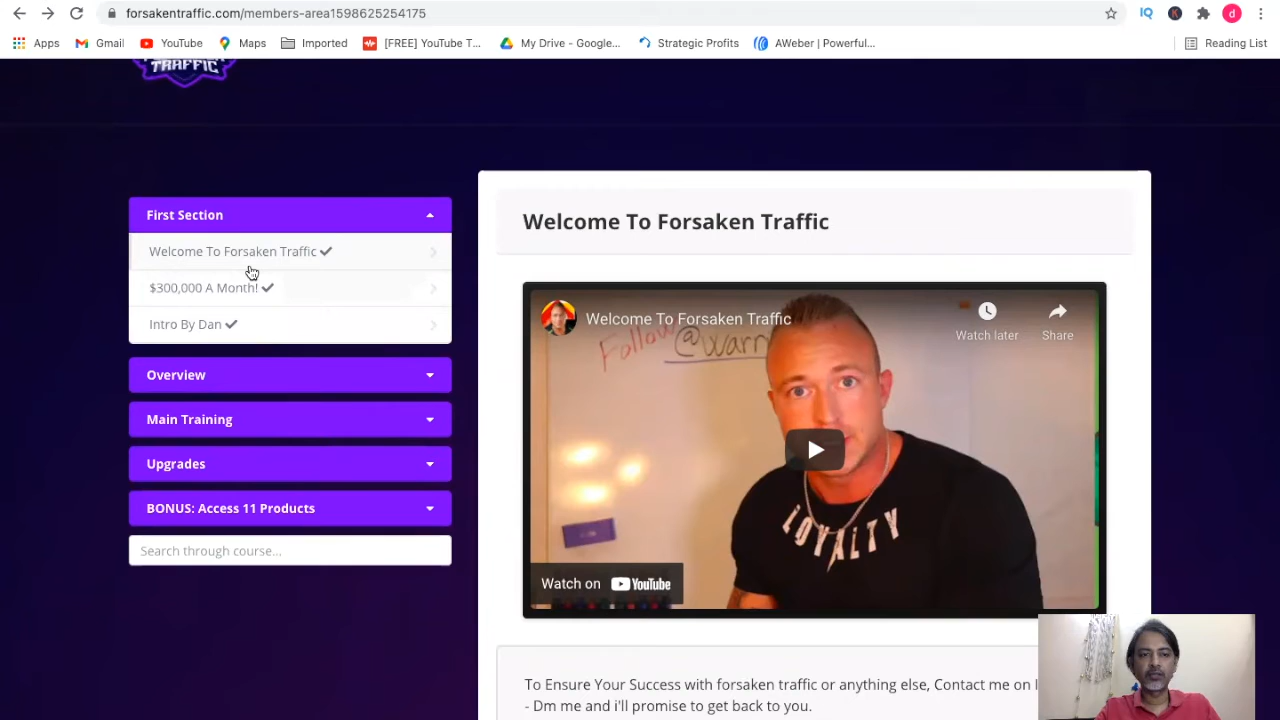 forsakentraffic.com/members-area1598625254175
Apps
Gmail
YouTube
Maps
Imported
[FREE] YouTube T...
My Drive - Google...
Strategic Profits
AWeber | Powerful...
Reading List
TRAFFIC
First Section
Welcome To Forsaken Traffic
$300,000 A Month!
Intro By Dan
Overview
Main Training
Upgrades
BONUS: Access 11 Products
Search through course...
Welcome To Forsaken Traffic
Welcome To Forsaken Traffic
Watch later
Share
Follow @Warr
LOYALTY
Watch on YouTube
To Ensure Your Success with forsaken traffic or anything else, Contact me on
- Dm me and i'll promise to get back to you.